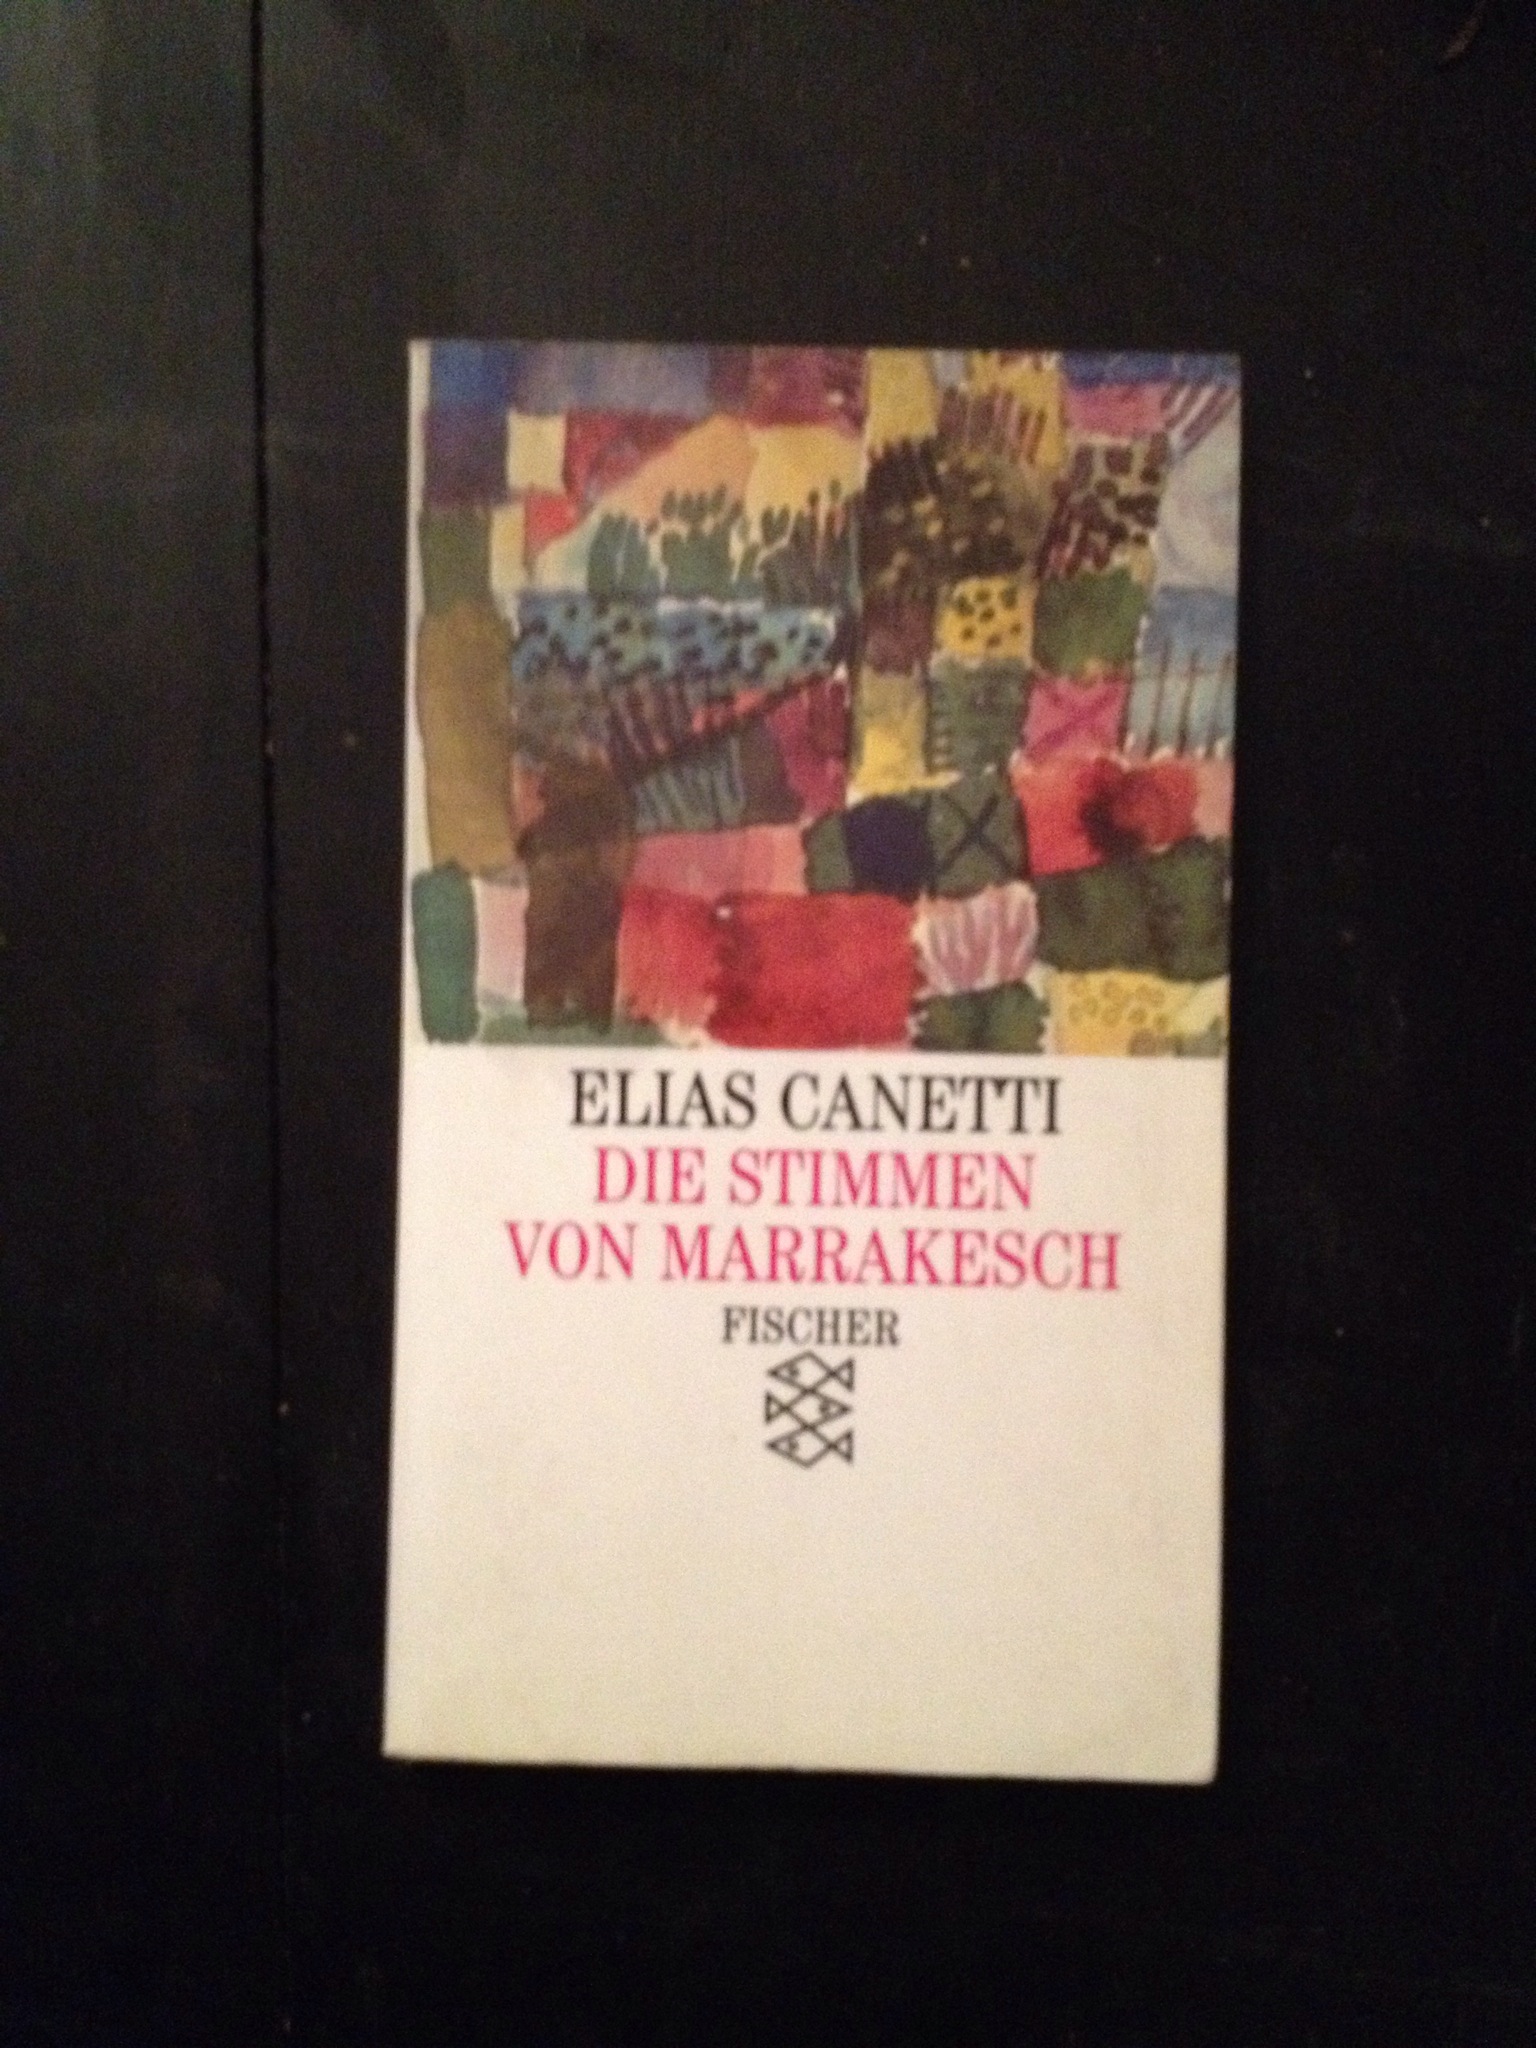 ELIAS CANETTI
DIE STIMMEN
VON MARRAKESCH
FISCHER